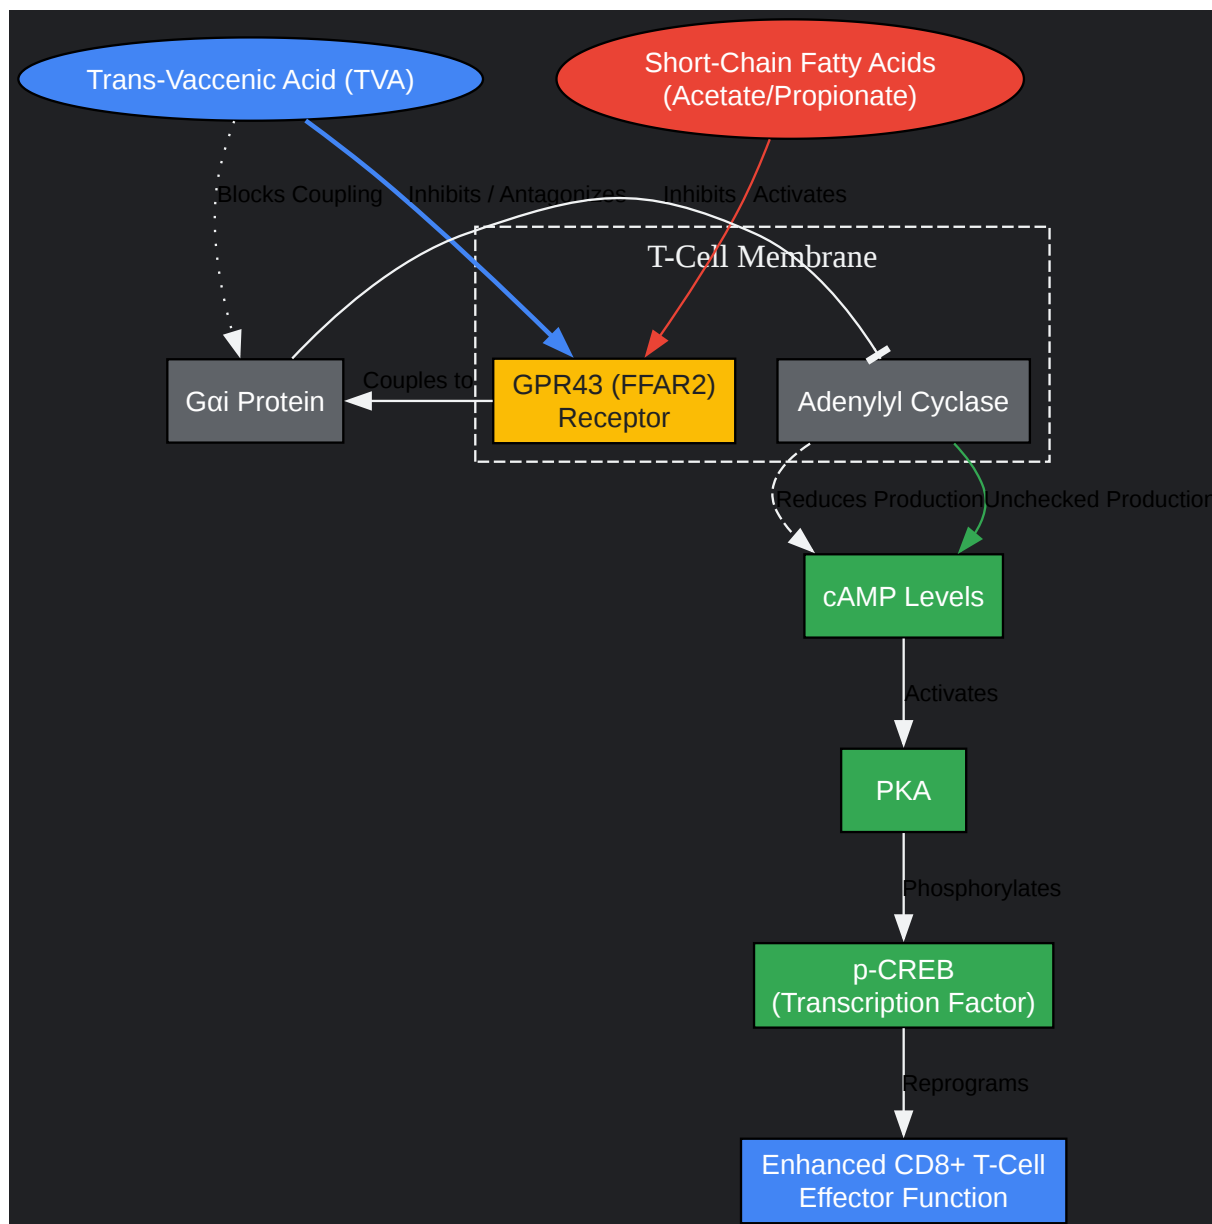 Trans-Vaccenic Acid (TVA)
Short-Chain Fatty Acids
(Acetate/Propionate)
Blocks Coupling
Inhibits / Antagonizes
Inhibits
Activates
T-Cell Membrane
Gαi Protein
Couples to
GPR43 (FFAR2)
Receptor
Adenylyl Cyclase
Reduces Production
Unchecked Production
cAMP Levels
Activates
PKA
Phosphorylates
p-CREB
(Transcription Factor)
Reprograms
Enhanced CD8+ T-Cell
Effector Function